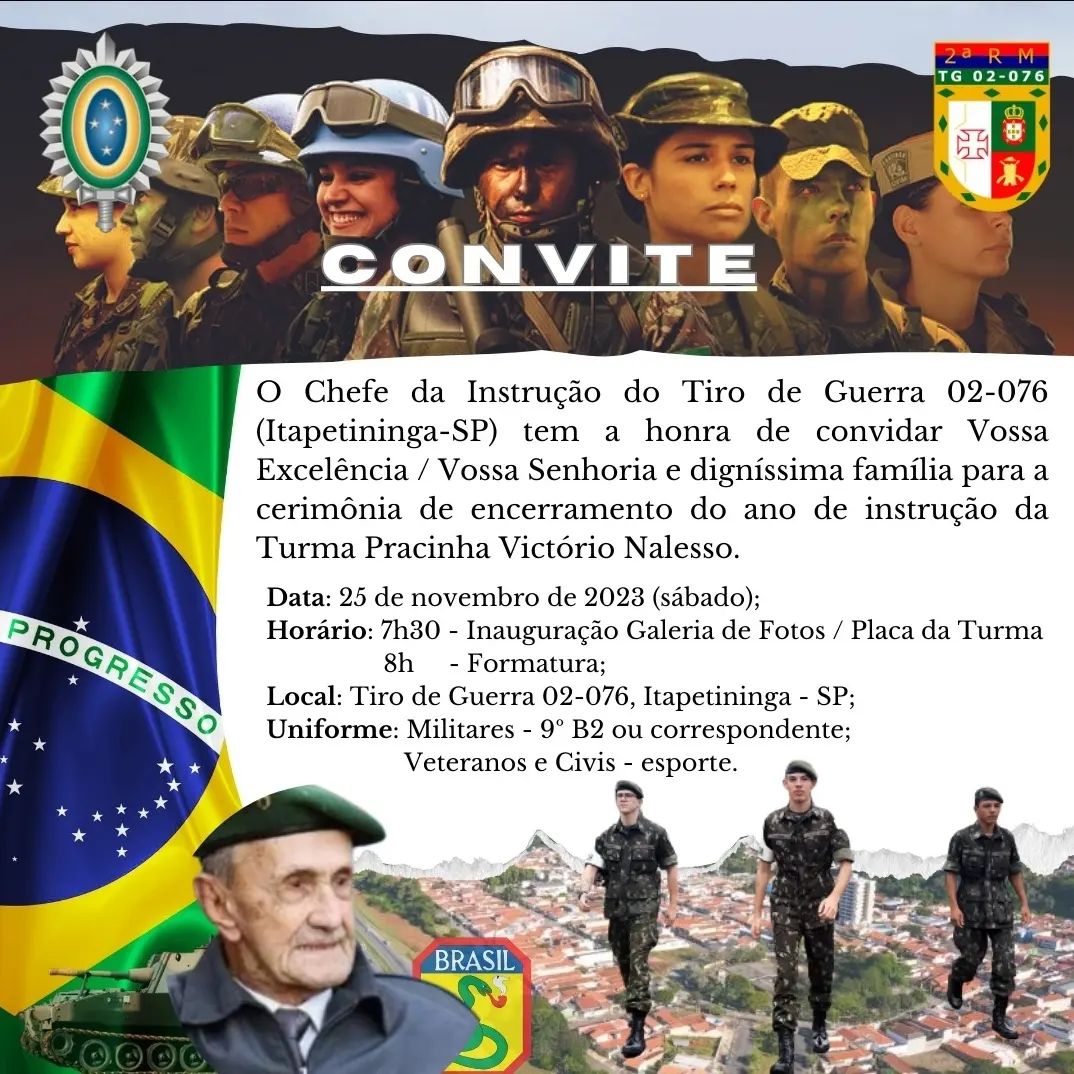 2ª R M
TG 02-076
CONVITE
O Chefe da Instrução do Tiro de Guerra 02-076
(Itapetininga-SP) tem a honra de convidar Vossa
Excelência / Vossa Senhoria e digníssima família para a
cerimônia de encerramento do ano de instrução da
Turma Pracinha Victório Nalesso.
Data: 25 de novembro de 2023 (sábado);
Horário: 7h30 - Inauguração Galeria de Fotos / Placa da Turma
8h - Formatura;
Local: Tiro de Guerra 02-076, Itapetininga - SP;
Uniforme: Militares - 9º B2 ou correspondente;
Veteranos e Civis - esporte.
PROGRESSO
BRASIL